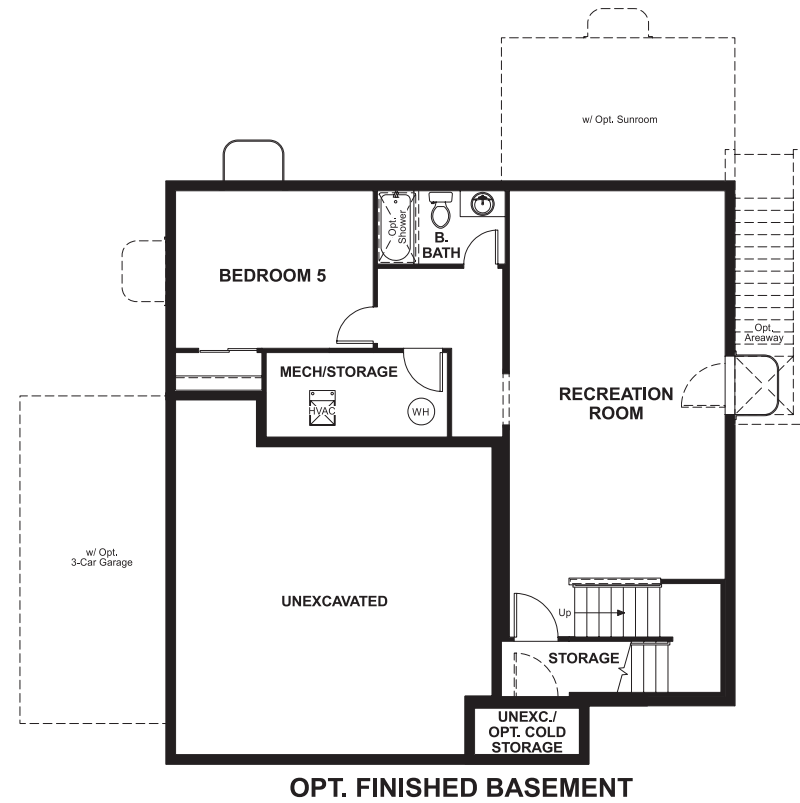 w/ Opt. Sunroom
Opt.
Shower
B.
BATH
BEDROOM 5
Opt.
Areaway
MECH/STORAGE
HVAC
WH
RECREATION
ROOM
w/ Opt.
3-Car Garage
UNEXCAVATED
Up
STORAGE
UNEXC./
OPT. COLD
STORAGE
OPT. FINISHED BASEMENT